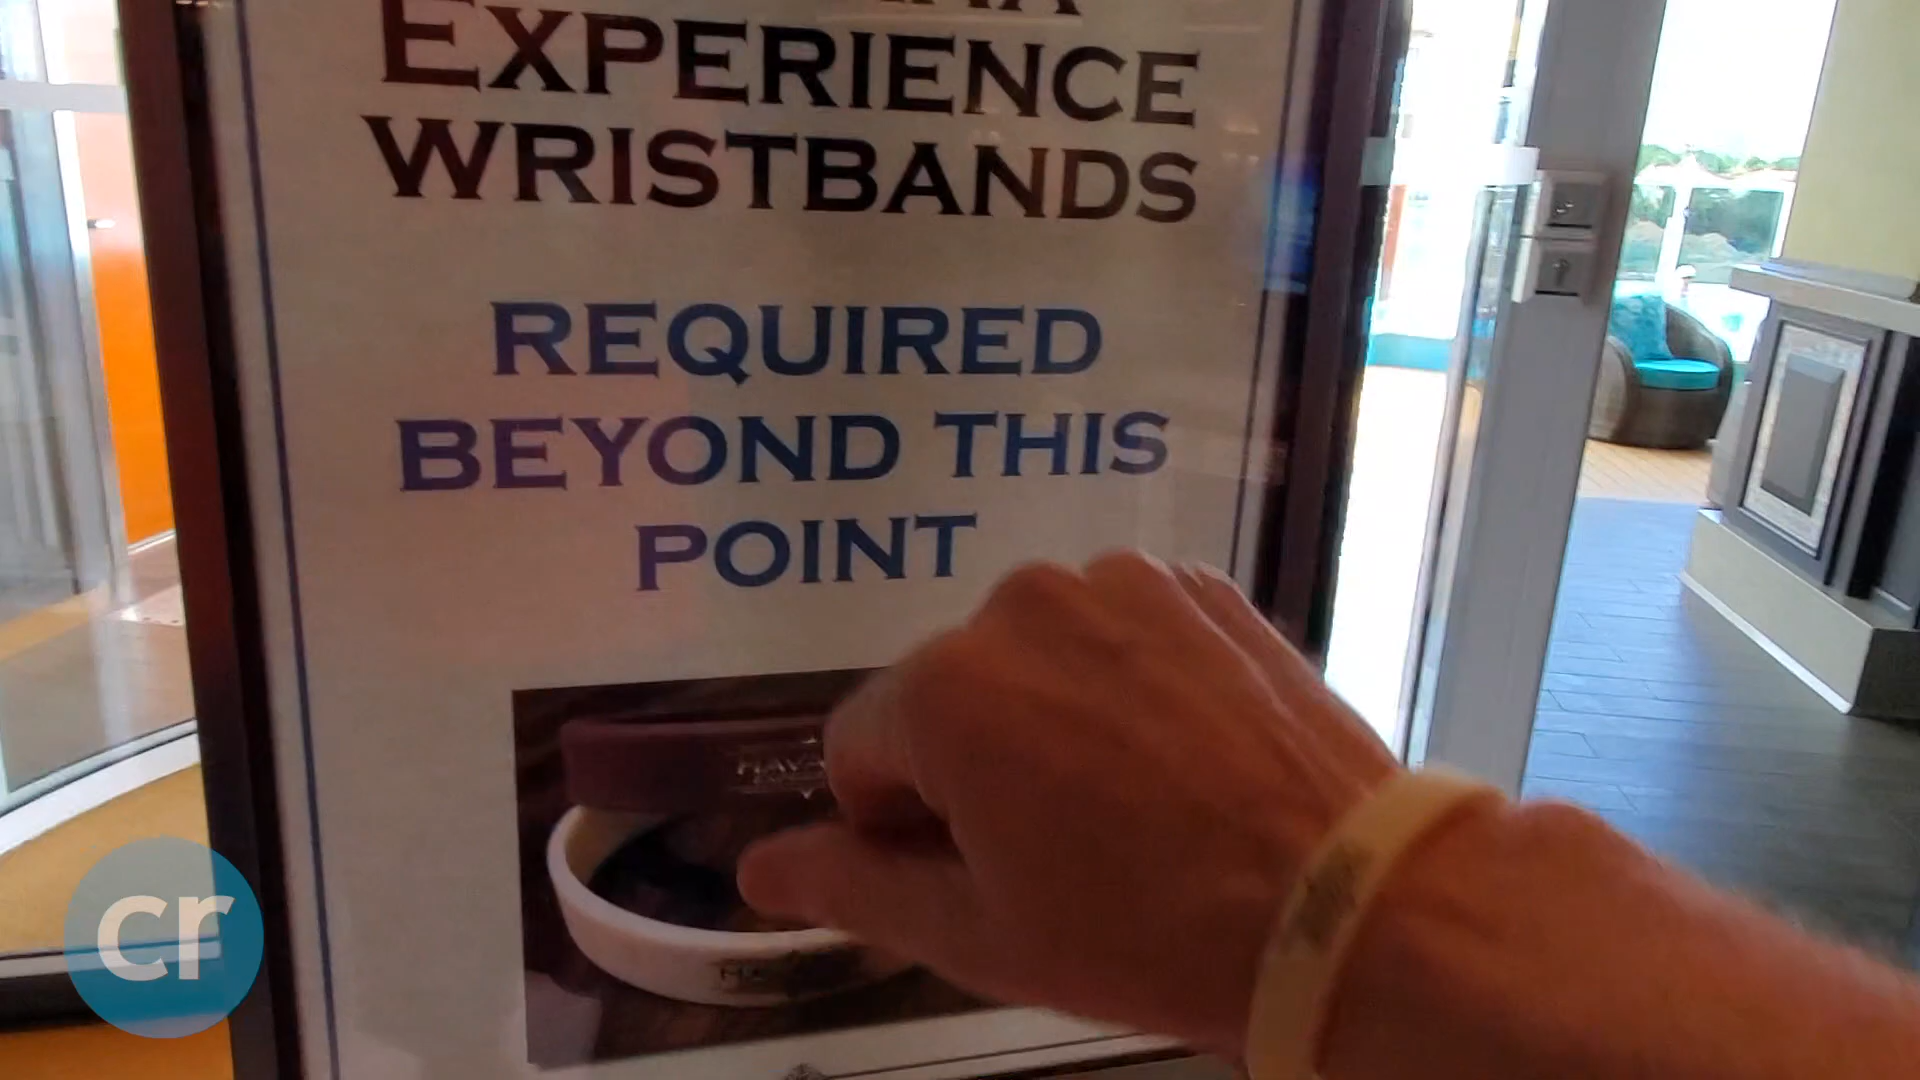 EXPERIENCE
WRISTBANDS
REQUIRED
BEYOND THIS
POINT
cr